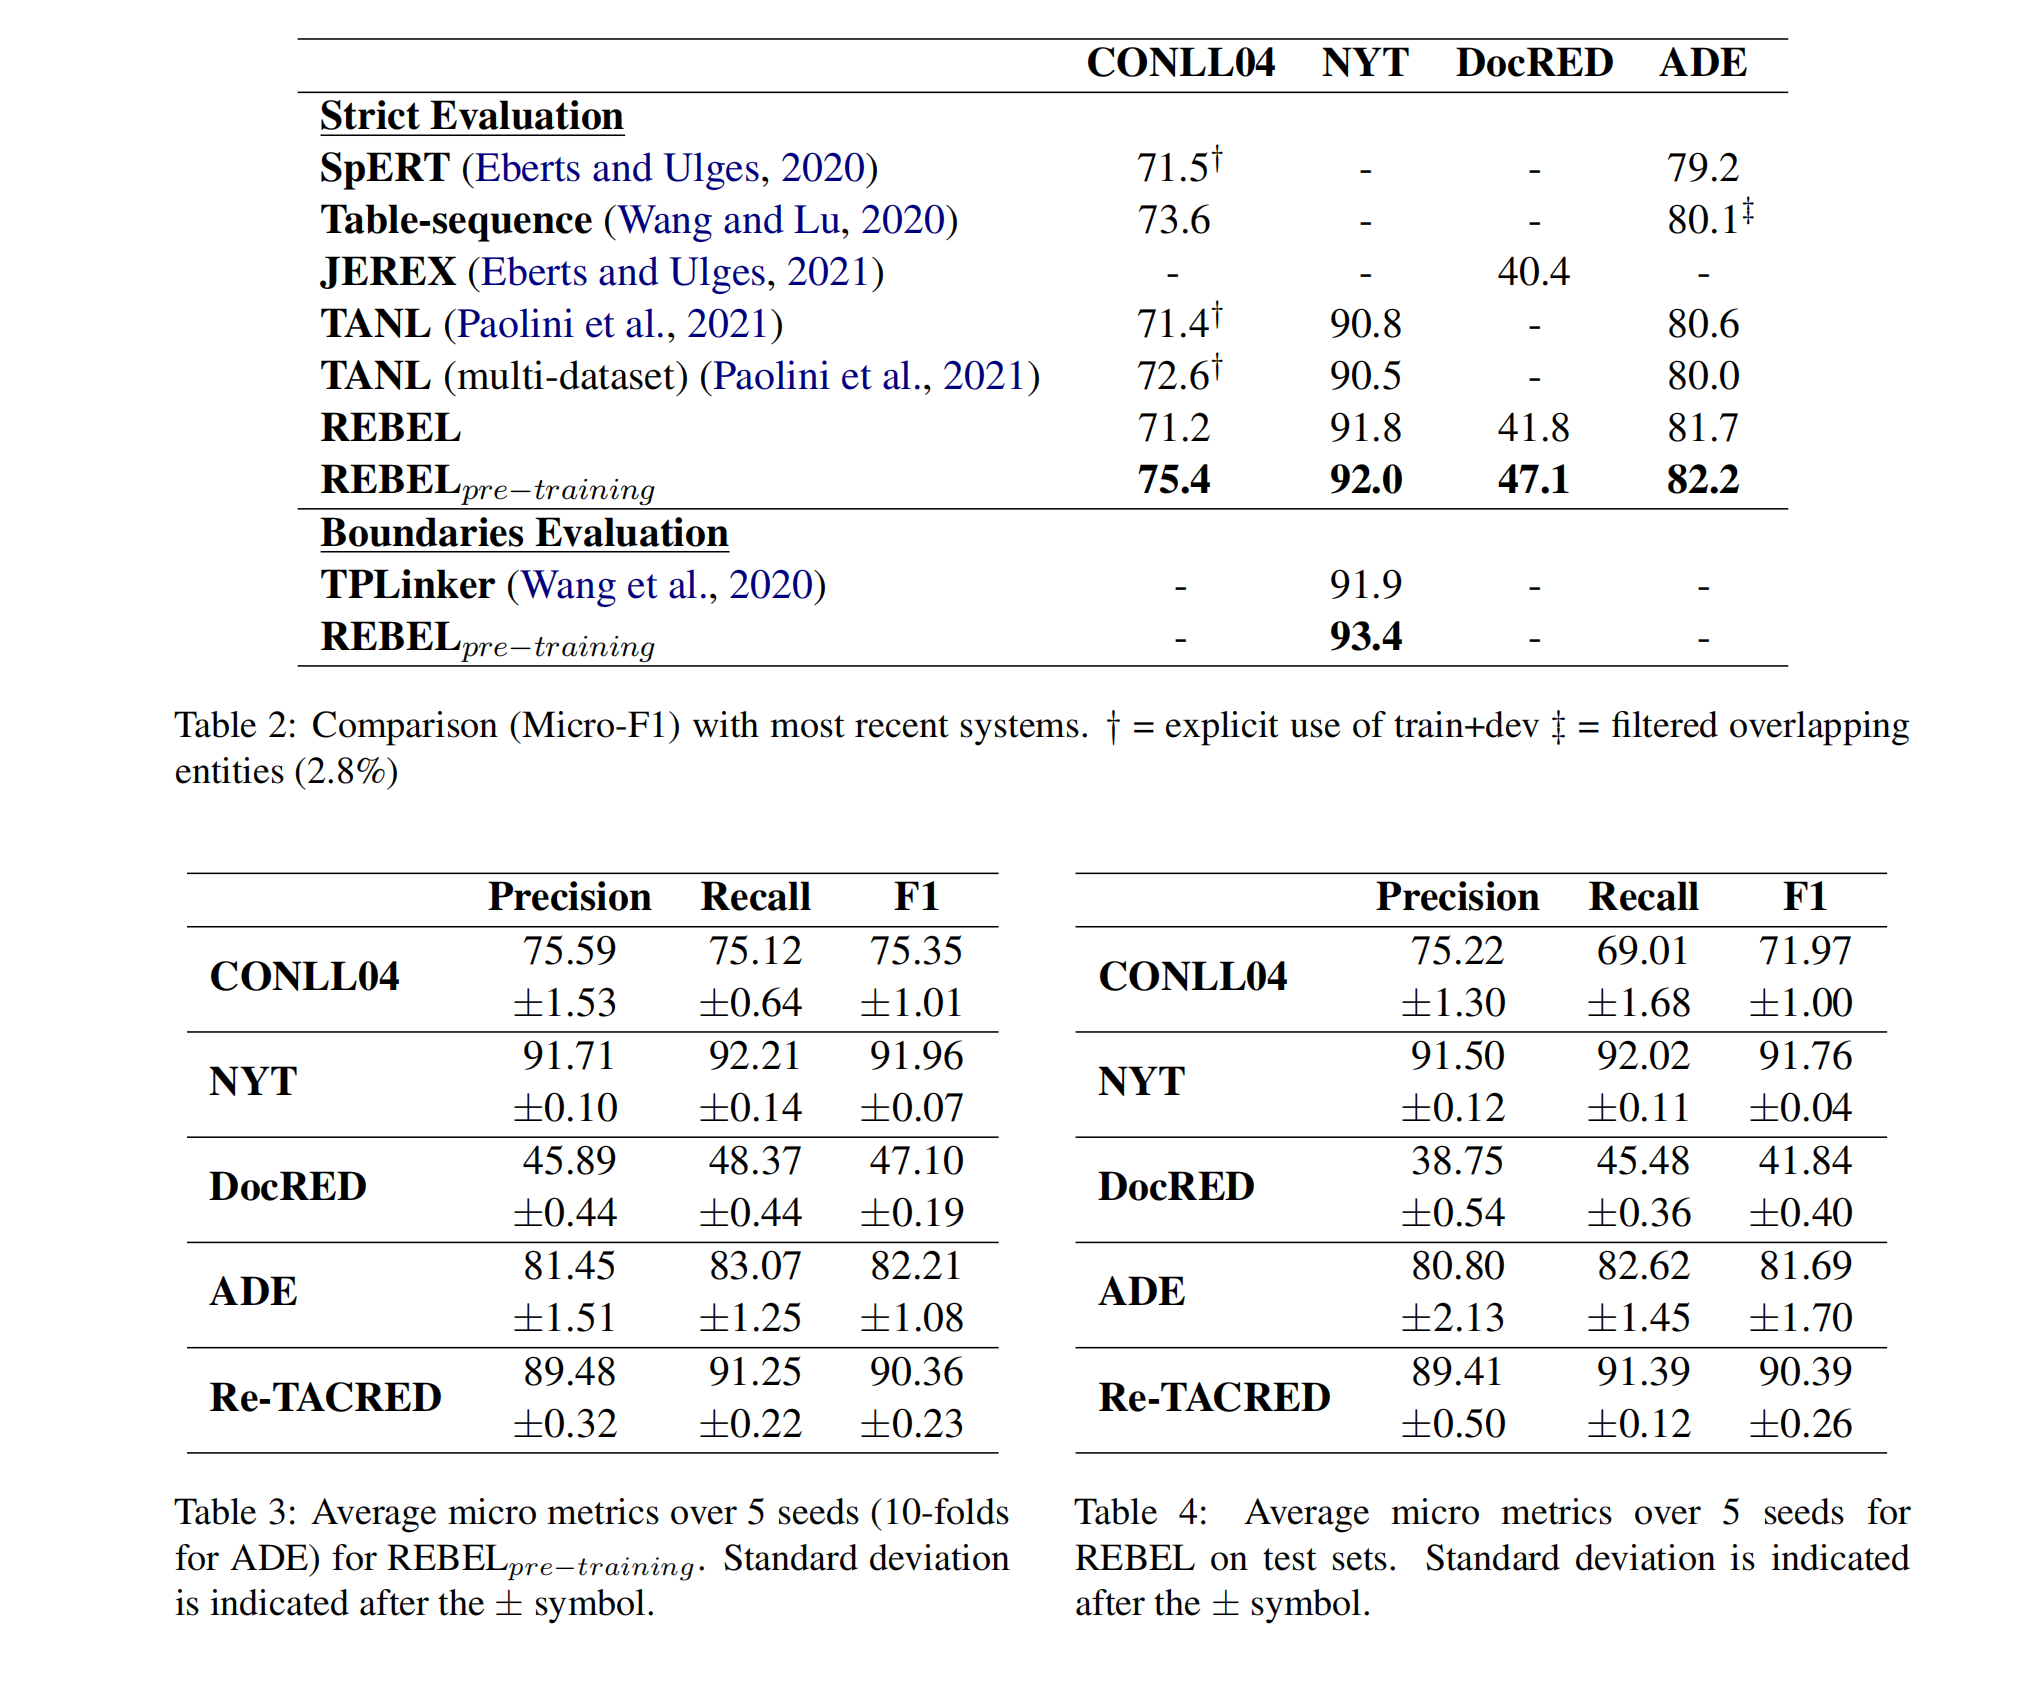 CONLL04 NYT DocRED ADE
Strict Evaluation
SpERT (Eberts and Ulges, 2020) 71.5† - - 79.2
Table-sequence (Wang and Lu, 2020) 73.6 - - 80.1‡
JEREX (Eberts and Ulges, 2021) - - 40.4 -
TANL (Paolini et al., 2021) 71.4† 90.8 - 80.6
TANL (multi-dataset) (Paolini et al., 2021) 72.6† 90.5 - 80.0
REBEL 71.2 91.8 41.8 81.7
REBELpre−training 75.4 92.0 47.1 82.2
Boundaries Evaluation
TPLinker (Wang et al., 2020) - 91.9 - -
REBELpre−training - 93.4 - -
Table 2: Comparison (Micro-F1) with most recent systems. † = explicit use of train+dev ‡ = filtered overlapping
entities (2.8%)
Precision Recall F1
75.59 75.12 75.35
CONLL04
±1.53 ±0.64 ±1.01
91.71 92.21 91.96
NYT
±0.10 ±0.14 ±0.07
45.89 48.37 47.10
DocRED
±0.44 ±0.44 ±0.19
81.45 83.07 82.21
ADE
±1.51 ±1.25 ±1.08
89.48 91.25 90.36
Re-TACRED
±0.32 ±0.22 ±0.23
Table 3: Average micro metrics over 5 seeds (10-folds
for ADE) for REBELpre−training. Standard deviation
is indicated after the ± symbol.
Precision Recall F1
75.22 69.01 71.97
CONLL04
±1.30 ±1.68 ±1.00
91.50 92.02 91.76
NYT
±0.12 ±0.11 ±0.04
38.75 45.48 41.84
DocRED
±0.54 ±0.36 ±0.40
80.80 82.62 81.69
ADE
±2.13 ±1.45 ±1.70
89.41 91.39 90.39
Re-TACRED
±0.50 ±0.12 ±0.26
Table 4: Average micro metrics over 5 seeds for
REBEL on test sets. Standard deviation is indicated
after the ± symbol.